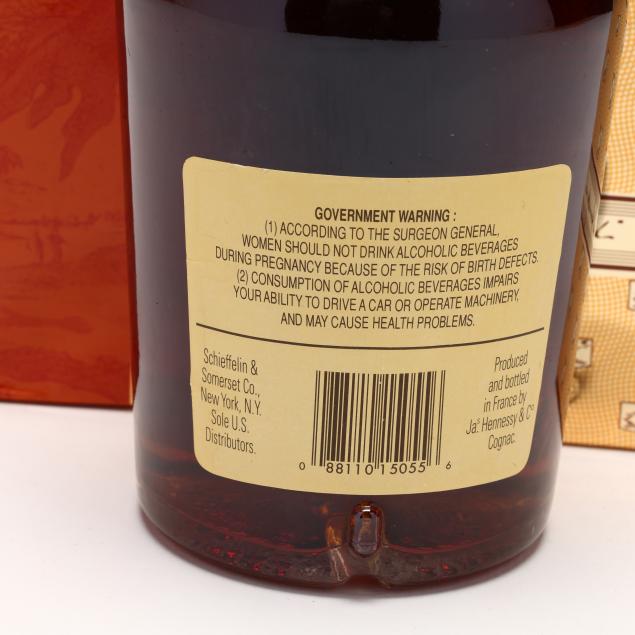 GOVERNMENT WARNING :
(1) ACCORDING TO THE SURGEON GENERAL,
WOMEN SHOULD NOT DRINK ALCOHOLIC BEVERAGES
DURING PREGNANCY BECAUSE OF THE RISK OF BIRTH DEFECTS.
(2) CONSUMPTION OF ALCOHOLIC BEVERAGES IMPAIRS
YOUR ABILITY TO DRIVE A CAR OR OPERATE MACHINERY,
AND MAY CAUSE HEALTH PROBLEMS.
Schieffelin &
Somerset Co.,
New York, N.Y.
Sole U.S.
Distributors.
0 88110 15055 6
Produced
and bottled
in France by
Jas Hennessy & Co
Cognac.